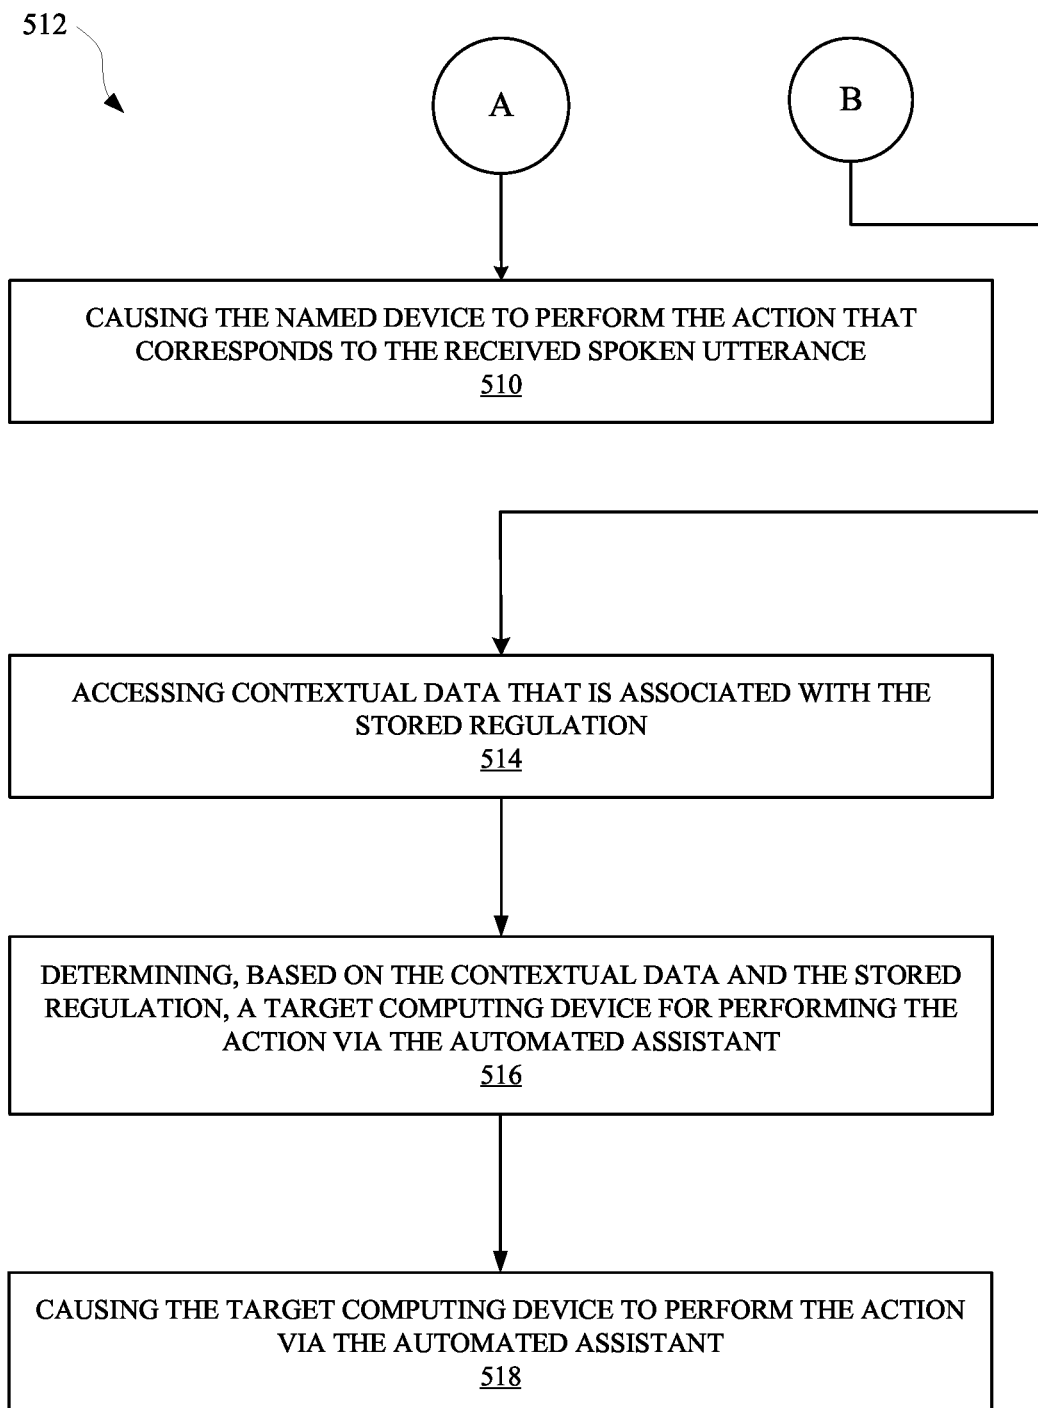 512
A
B
CAUSING THE NAMED DEVICE TO PERFORM THE ACTION THAT
CORRESPONDS TO THE RECEIVED SPOKEN UTTERANCE
510
ACCESSING CONTEXTUAL DATA THAT IS ASSOCIATED WITH THE
STORED REGULATION
514
DETERMINING, BASED ON THE CONTEXTUAL DATA AND THE STORED
REGULATION, A TARGET COMPUTING DEVICE FOR PERFORMING THE
ACTION VIA THE AUTOMATED ASSISTANT
516
CAUSING THE TARGET COMPUTING DEVICE TO PERFORM THE ACTION
VIA THE AUTOMATED ASSISTANT
518